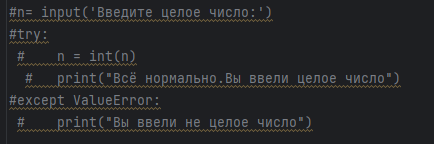 #n= input('Введите целое число:')
#try:
#    n = int(n)
#   print("Всё нормально.Вы ввели целое число")
#except ValueError:
#    print("Вы ввели не целое число")